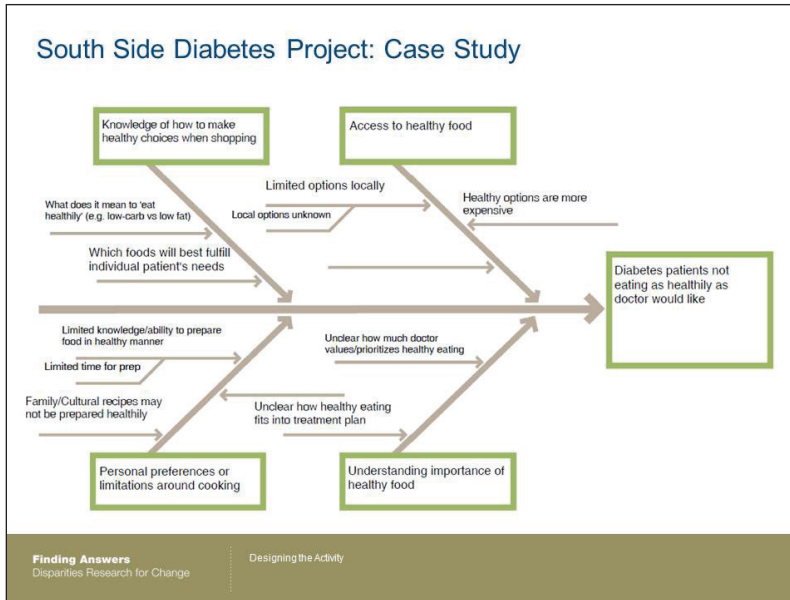 South Side Diabetes Project: Case Study
Knowledge of how to make
healthy choices when shopping
Access to healthy food
What does it mean to 'eat
healthily' (e.g. low-carb vs low fat)
Which foods will best fulfill
individual patient's needs
Limited options locally
Local options unknown
Healthy options are more
expensive
Diabetes patients not
eating as healthily as
doctor would like
Limited knowledge/ability to prepare
food in healthy manner
Limited time for prep
Family/Cultural recipes may
not be prepared healthily
Unclear how much doctor
values/prioritizes healthy eating
Unclear how healthy eating
fits into treatment plan
Personal preferences or
limitations around cooking
Understanding importance of
healthy food
Finding Answers
Disparities Research for Change
Designing the Activity